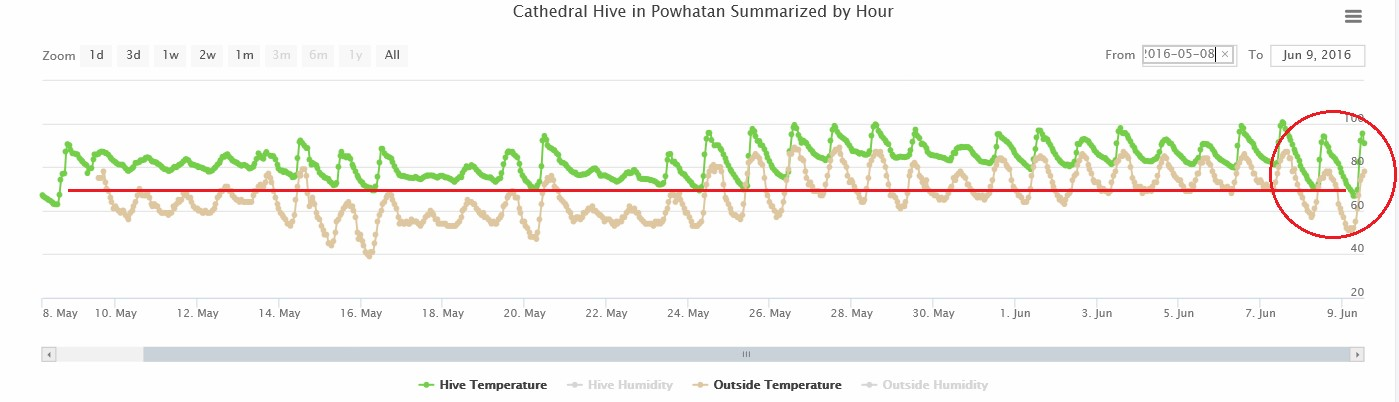 Cathedral Hive in Powhatan Summarized by Hour
Zoom 1d 3d 1w 2w 1m 3m 6m 1y All From 2016-05-08 × To Jun 9, 2016
100
80
60
40
20
8. May 10. May 12. May 14. May 16. May 18. May 20. May 22. May 24. May 26. May 28. May 30. May 1. Jun 3. Jun 5. Jun 7. Jun 9. Jun
Hive Temperature Hive Humidity Outside Temperature Outside Humidity